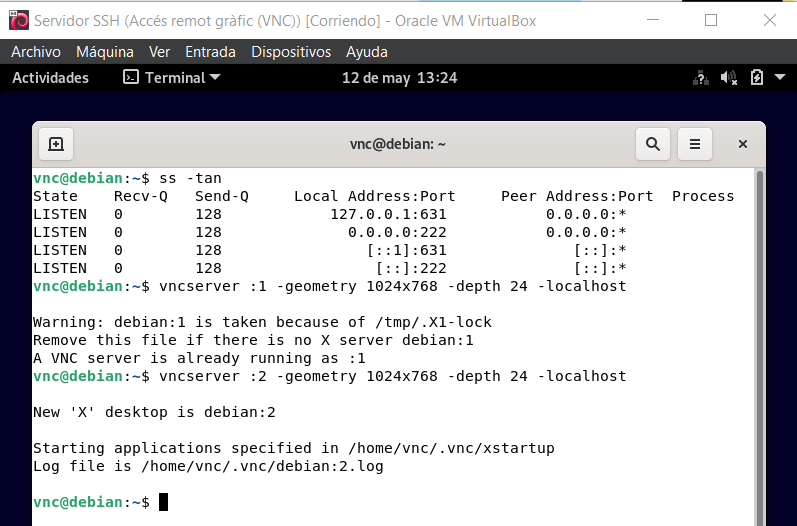 Servidor SSH (Accés remot gràfic (VNC)) [Corriendo] - Oracle VM VirtualBox
Archivo Máquina Ver Entrada Dispositivos Ayuda
Actividades Terminal 12 de may 13:24
vnc@debian: ~
vnc@debian:~$ ss -tan
State Recv-Q Send-Q Local Address:Port Peer Address:Port Process
LISTEN 0 128 127.0.0.1:631 0.0.0.0:*
LISTEN 0 128 0.0.0.0:222 0.0.0.0:*
LISTEN 0 128 [::1]:631 [::]:*
LISTEN 0 128 [::]:222 [::]:*
vnc@debian:~$ vncserver :1 -geometry 1024x768 -depth 24 -localhost
Warning: debian:1 is taken because of /tmp/.X1-lock
Remove this file if there is no X server debian:1
A VNC server is already running as :1
vnc@debian:~$ vncserver :2 -geometry 1024x768 -depth 24 -localhost
New 'X' desktop is debian:2
Starting applications specified in /home/vnc/.vnc/xstartup
Log file is /home/vnc/.vnc/debian:2.log
vnc@debian:~$